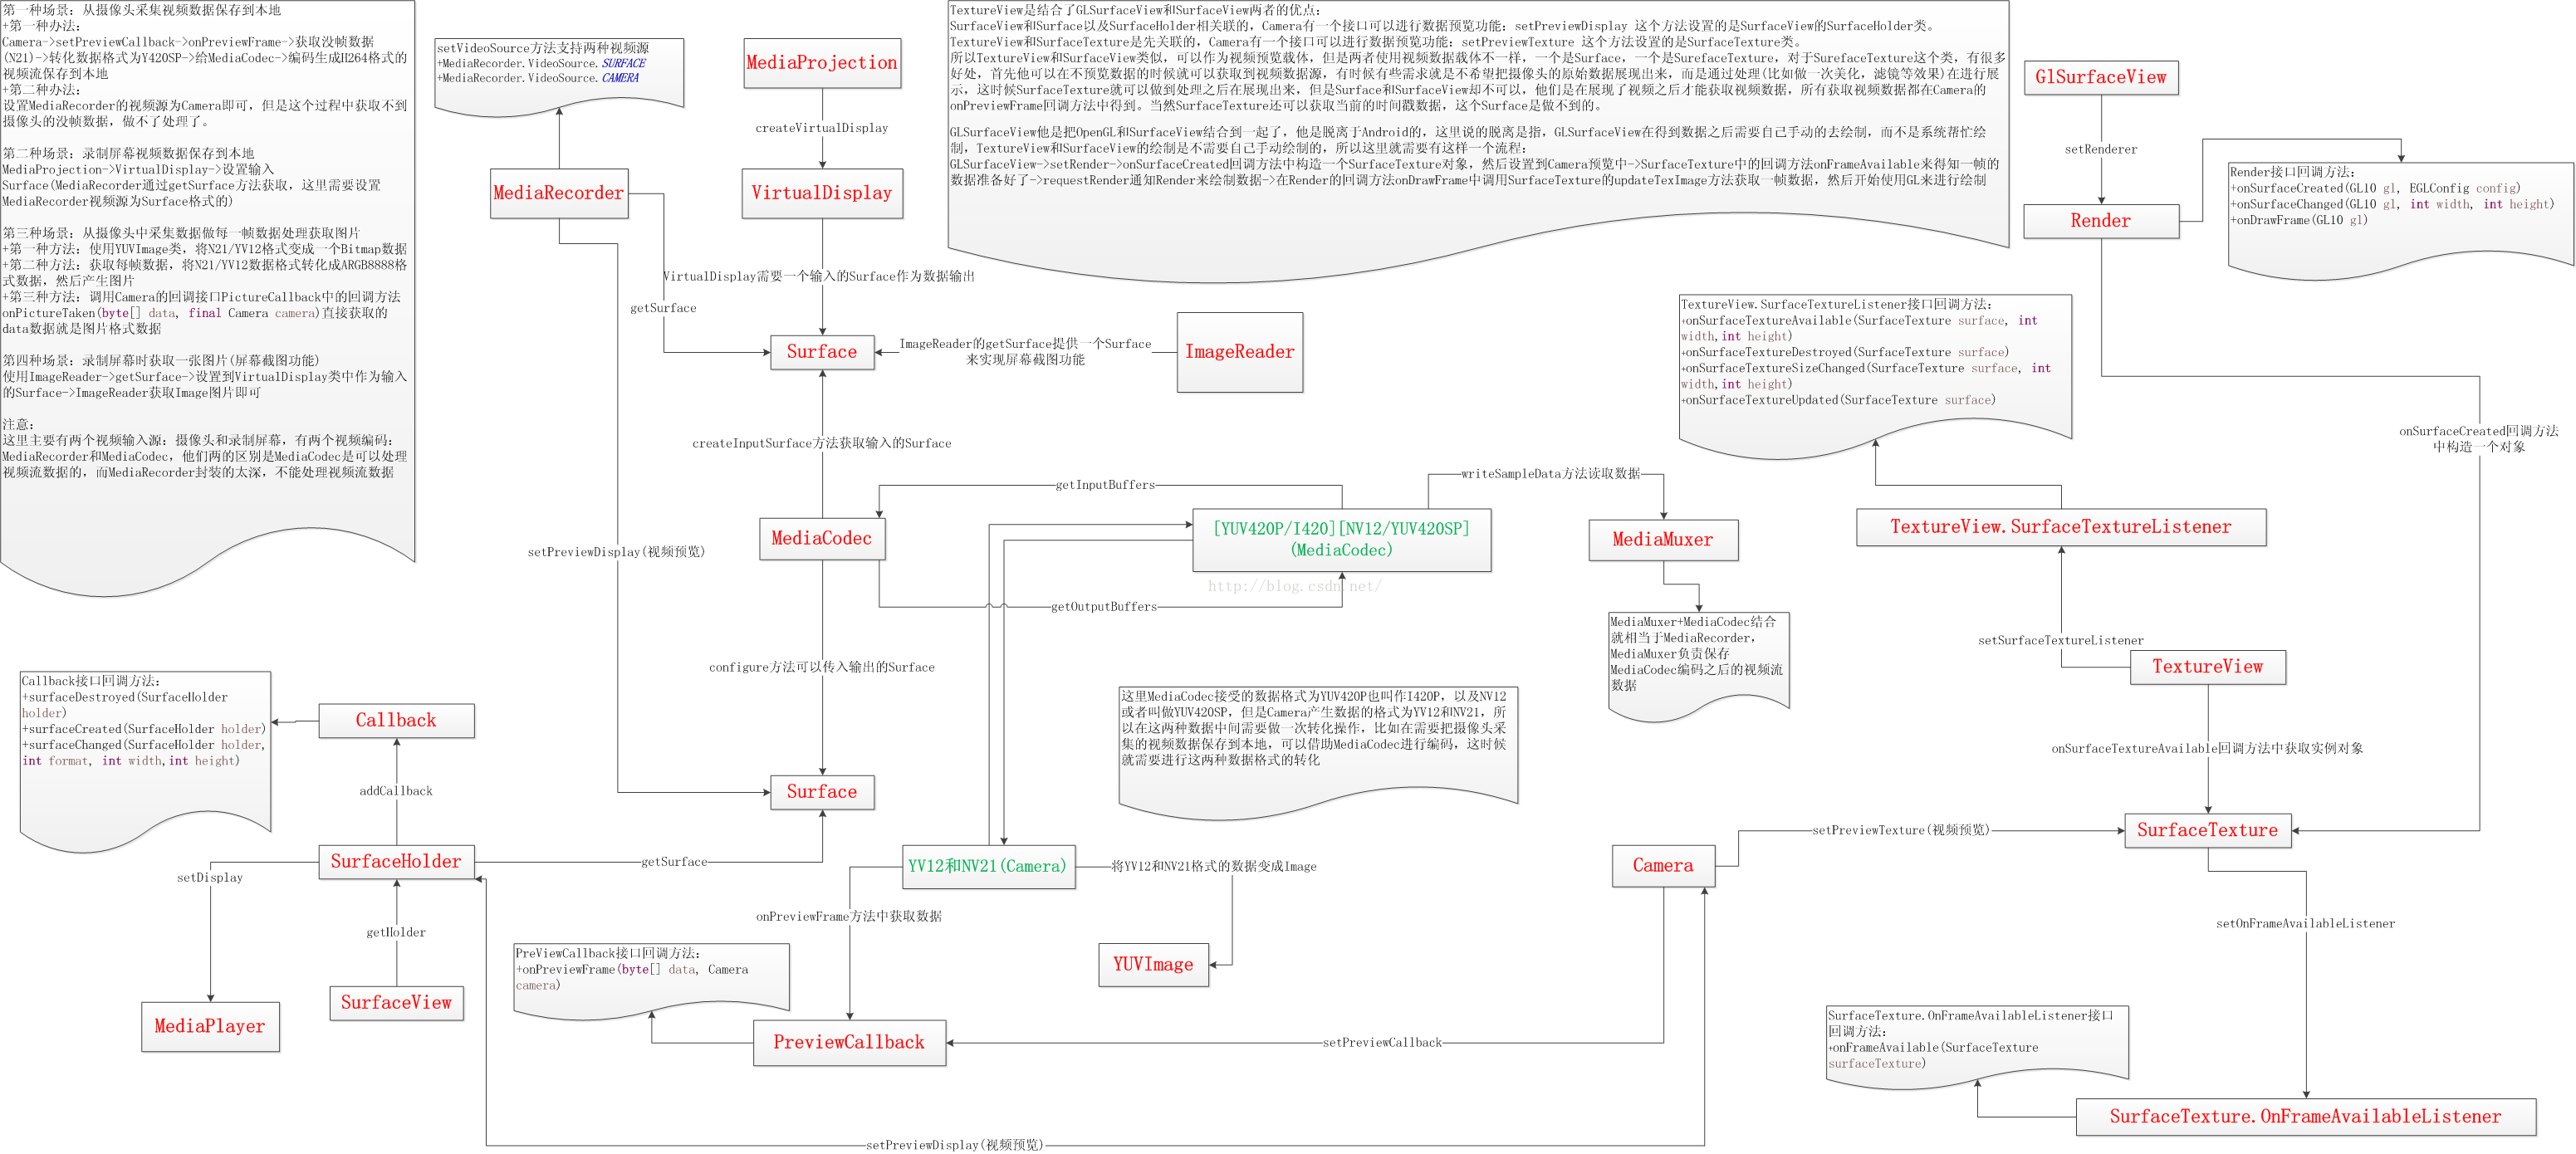 第一种场景：从摄像头采集视频数据保存到本地
+第一种办法：
Camera->setPreviewCallback->onPreviewFrame->获取没帧数据
(N21)->转化数据格式为Y420SP->给MediaCodec->编码生成H264格式的
视频流保存到本地
+第二种办法：
设置MediaRecorder的视频源为Camera即可，但是这个过程中获取不到
摄像头的没帧数据，做不了处理了。
第二种场景：录制屏幕视频数据保存到本地
MediaProjection->VirtualDisplay->设置输入
Surface(MediaRecorder通过getSurface方法获取，这里需要设置
MediaRecorder视频源为Surface格式的)
第三种场景：从摄像头中采集数据做每一帧数据处理获取图片
+第一种方法：使用YUVImage类，将N21/YV12格式变成一个Bitmap数据
+第二种方法：获取每帧数据，将N21/YV12数据格式转化成ARGB8888格
式数据，然后产生图片
+第三种方法：调用Camera的回调接口PictureCallback中的回调方法
onPictureTaken(byte[] data, final Camera camera)直接获取的
data数据就是图片格式数据
第四种场景：录制屏幕时获取一张图片(屏幕截图功能)
使用ImageReader->getSurface->设置到VirtualDisplay类中作为输入
的Surface->ImageReader获取Image图片即可
注意：
这里主要有两个视频输入源：摄像头和录制屏幕，有两个视频编码：
MediaRecorder和MediaCodec，他们两的区别是MediaCodec是可以处理
视频流数据的，而MediaRecorder封装的太深，不能处理视频流数据
setVideoSource方法支持两种视频源
+MediaRecorder.VideoSource.SURFACE
+MediaRecorder.VideoSource.CAMERA
MediaProjection
createVirtualDisplay
MediaRecorder
VirtualDisplay
VirtualDisplay需要一个输入的Surface作为数据输出
getSurface
Surface
ImageReader的getSurface提供一个Surface
来实现屏幕截图功能
ImageReader
TextureView是结合了GLSurfaceView和SurfaceView两者的优点：
SurfaceView和Surface以及SurfaceHolder相关联的，Camera有一个接口可以进行数据预览功能：setPreviewDisplay 这个方法设置的是SurfaceView的SurfaceHolder类。
TextureView和SurfaceTexture是先关联的，Camera有一个接口可以进行数据预览功能：setPreviewTexture 这个方法设置的是SurfaceTexture类。
所以TextureView和SurfaceView类似，可以作为视频预览载体，但是两者使用视频数据载体不一样，一个是Surface，一个是SurefaceTexture，对于SurefaceTexture这个类，有很多
好处，首先他可以在不预览数据的时候就可以获取到视频数据源，有时候有些需求就是不希望把摄像头的原始数据展现出来，而是通过处理(比如做一次美化，滤镜等效果)在进行展
示，这时候SurfaceTexture就可以做到处理之后在展现出来，但是Surface和SurfaceView却不可以，他们是在展现了视频之后才能获取视频数据，所有获取视频数据都在Camera的
onPreviewFrame回调方法中得到。当然SurfaceTexture还可以获取当前的时间戳数据，这个Surface是做不到的。
GLSurfaceView他是把OpenGL和SurfaceView结合到一起了，他是脱离于Android的，这里说的脱离是指，GLSurfaceView在得到数据之后需要自己手动的去绘制，而不是系统帮忙绘
制，TextureView和SurfaceView的绘制是不需要自己手动绘制的，所以这里就需要有这样一个流程：
GLSurfaceView->setRender->onSurfaceCreated回调方法中构造一个SurfaceTexture对象，然后设置到Camera预览中->SurfaceTexture中的回调方法onFrameAvailable来得知一帧的
数据准备好了->requestRender通知Render来绘制数据->在Render的回调方法onDrawFrame中调用SurfaceTexture的updateTexImage方法获取一帧数据，然后开始使用GL来进行绘制
GlSurfaceView
setRenderer
Render
Render接口回调方法：
+onSurfaceCreated(GL10 gl, EGLConfig config)
+onSurfaceChanged(GL10 gl, int width, int height)
+onDrawFrame(GL10 gl)
TextureView.SurfaceTextureListener接口回调方法：
+onSurfaceTextureAvailable(SurfaceTexture surface, int
width,int height)
+onSurfaceTextureDestroyed(SurfaceTexture surface)
+onSurfaceTextureSizeChanged(SurfaceTexture surface, int
width,int height)
+onSurfaceTextureUpdated(SurfaceTexture surface)
onSurfaceCreated回调方法
中构造一个对象
createInputSurface方法获取输入的Surface
getInputBuffers
writeSampleData方法读取数据
MediaCodec
[YUV420P/I420][NV12/YUV420SP]
(MediaCodec)
http://blog.csdn.net/
MediaMuxer
TextureView.SurfaceTextureListener
setPreviewDisplay(视频预览)
getOutputBuffers
MediaMuxer+MediaCodec结合
就相当于MediaRecorder，
MediaMuxer负责保存
MediaCodec编码之后的视频流
数据
setSurfaceTextureListener
TextureView
configure方法可以传入输出的Surface
这里MediaCodec接受的数据格式为YUV420P也叫作I420P，以及NV12
或者叫做YUV420SP，但是Camera产生数据的格式为YV12和NV21，所
以在这两种数据中间需要做一次转化操作，比如在需要把摄像头采
集的视频数据保存到本地，可以借助MediaCodec进行编码，这时候
就需要进行这两种数据格式的转化
onSurfaceTextureAvailable回调方法中获取实例对象
Callback接口回调方法：
+surfaceDestroyed(SurfaceHolder
holder)
+surfaceCreated(SurfaceHolder holder)
+surfaceChanged(SurfaceHolder holder,
int format, int width,int height)
Callback
addCallback
Surface
SurfaceHolder
getSurface
setDisplay
getHolder
MediaPlayer
SurfaceView
YV12和NV21(Camera)
将YV12和NV21格式的数据变成Image
onPreviewFrame方法中获取数据
YUVImage
PreViewCallback接口回调方法：
+onPreviewFrame(byte[] data, Camera
camera)
PreviewCallback
setPreviewCallback
setPreviewDisplay(视频预览)
Camera
setPreviewTexture(视频预览)
SurfaceTexture
setOnFrameAvailableListener
SurfaceTexture.OnFrameAvailableListener接口
回调方法：
+onFrameAvailable(SurfaceTexture
surfaceTexture)
SurfaceTexture.OnFrameAvailableListener